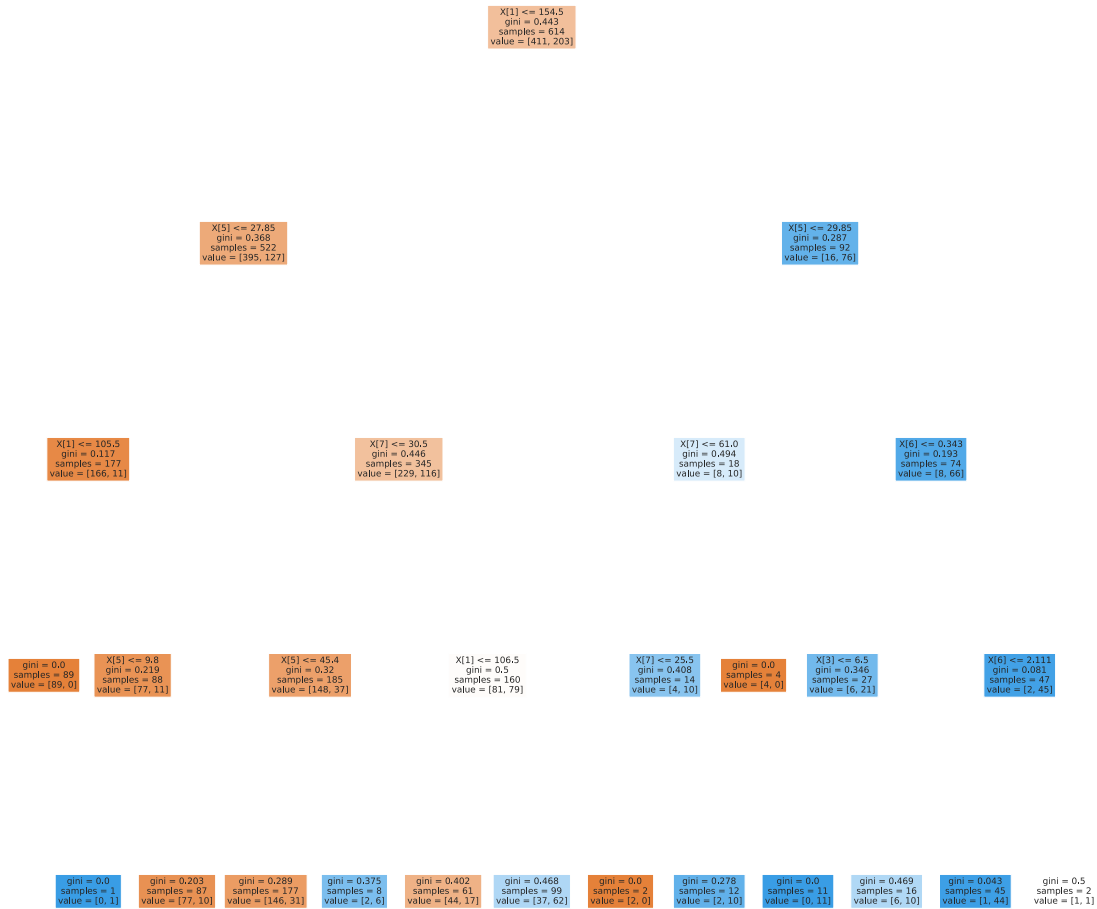 X[1] <= 154.5
gini = 0.443
samples = 614
value = [411, 203]
X[5] <= 27.85
gini = 0.368
samples = 522
value = [395, 127]
X[5] <= 29.85
gini = 0.287
samples = 92
value = [16, 76]
X[1] <= 105.5
gini = 0.117
samples = 177
value = [166, 11]
X[7] <= 30.5
gini = 0.446
samples = 345
value = [229, 116]
X[7] <= 61.0
gini = 0.494
samples = 18
value = [8, 10]
X[6] <= 0.343
gini = 0.193
samples = 74
value = [8, 66]
gini = 0.0
samples = 89
value = [89, 0]
X[5] <= 9.8
gini = 0.219
samples = 88
value = [77, 11]
X[5] <= 45.4
gini = 0.32
samples = 185
value = [148, 37]
X[1] <= 106.5
gini = 0.5
samples = 160
value = [81, 79]
X[7] <= 25.5
gini = 0.408
samples = 14
value = [4, 10]
gini = 0.0
samples = 4
value = [4, 0]
X[3] <= 6.5
gini = 0.346
samples = 27
value = [6, 21]
X[6] <= 2.111
gini = 0.081
samples = 47
value = [2, 45]
gini = 0.0
samples = 1
value = [0, 1]
gini = 0.203
samples = 87
value = [77, 10]
gini = 0.289
samples = 177
value = [146, 31]
gini = 0.375
samples = 8
value = [2, 6]
gini = 0.402
samples = 61
value = [44, 17]
gini = 0.468
samples = 99
value = [37, 62]
gini = 0.0
samples = 2
value = [2, 0]
gini = 0.278
samples = 12
value = [2, 10]
gini = 0.0
samples = 11
value = [0, 11]
gini = 0.469
samples = 16
value = [6, 10]
gini = 0.043
samples = 45
value = [1, 44]
gini = 0.5
samples = 2
value = [1, 1]